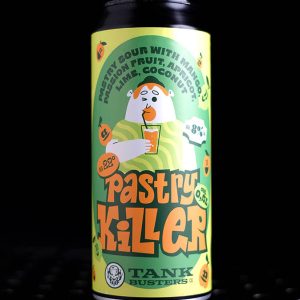 PASTRY SOUR WITH MANGO,
PASSION FRUIT, APRICOT,
LIME, COCONUT
Pastry
KiLLER
TANK
BUSTERS